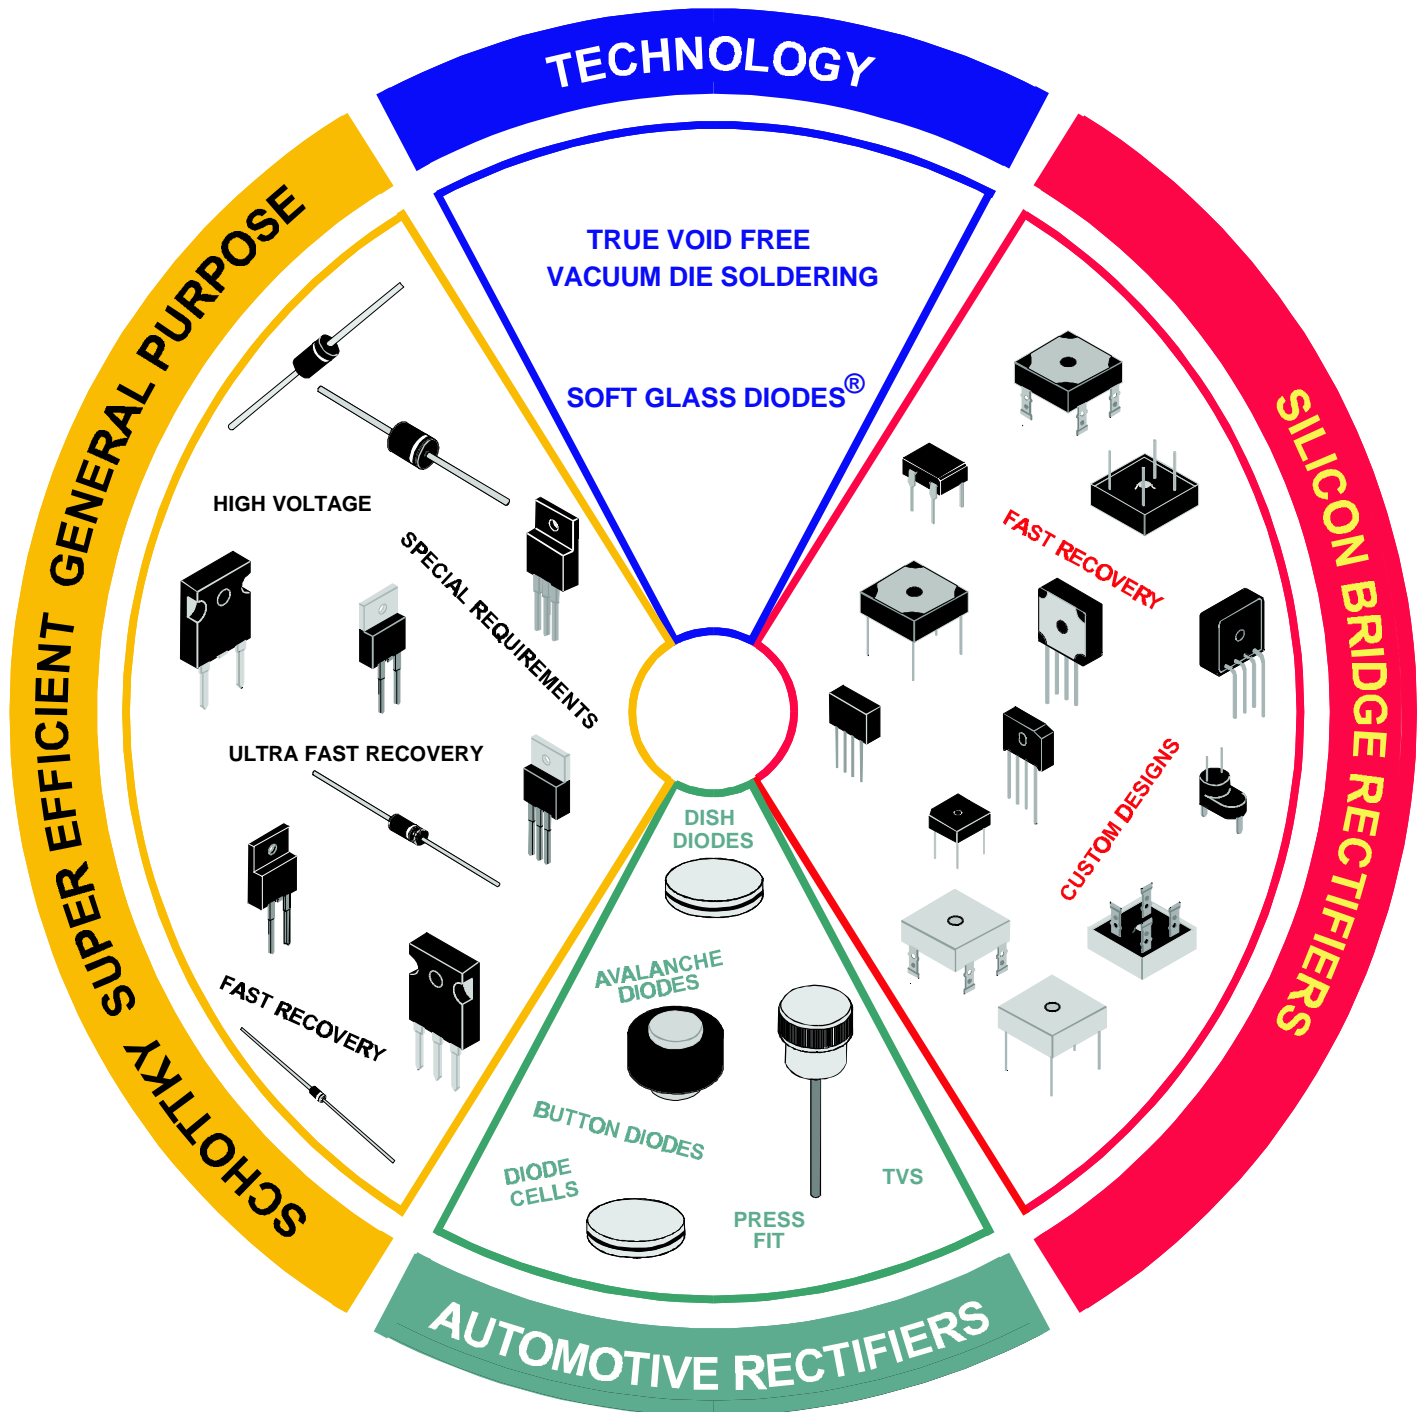 TECHNOLOGY
TRUE VOID FREE
VACUUM DIE SOLDERING
SOFT GLASS DIODES®
SCHOTTKY SUPER EFFICIENT GENERAL PURPOSE
HIGH VOLTAGE
SPECIAL REQUIREMENTS
ULTRA FAST RECOVERY
FAST RECOVERY
SILICON BRIDGE RECTIFIERS
FAST RECOVERY
CUSTOM DESIGNS
DISH
DIODES
AVALANCHE
DIODES
BUTTON DIODES
DIODE
CELLS
PRESS
FIT
TVS
AUTOMOTIVE RECTIFIERS